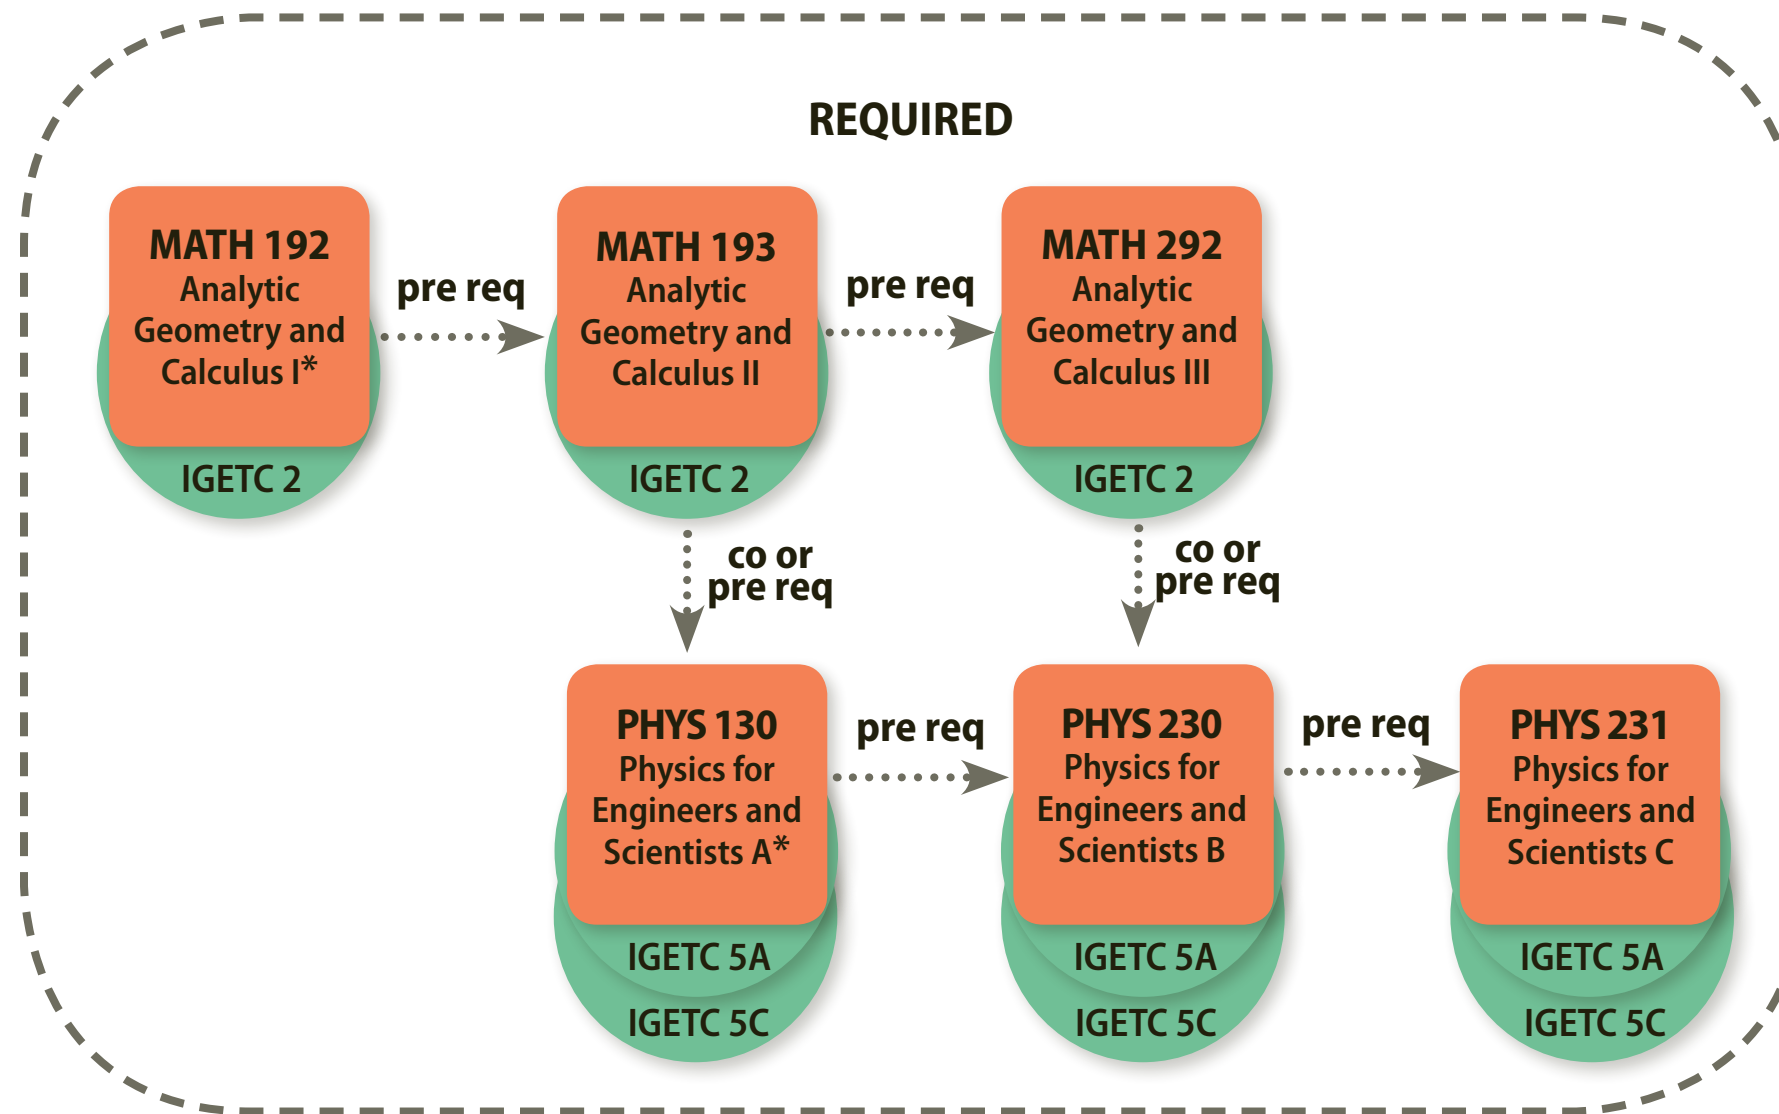 REQUIRED
MATH 192
Analytic
Geometry and
Calculus I*
IGETC 2
pre req
MATH 193
Analytic
Geometry and
Calculus II
IGETC 2
pre req
MATH 292
Analytic
Geometry and
Calculus III
IGETC 2
co or
pre req
co or
pre req
PHYS 130
Physics for
Engineers and
Scientists A*
IGETC 5A
IGETC 5C
pre req
PHYS 230
Physics for
Engineers and
Scientists B
IGETC 5A
IGETC 5C
pre req
PHYS 231
Physics for
Engineers and
Scientists C
IGETC 5A
IGETC 5C